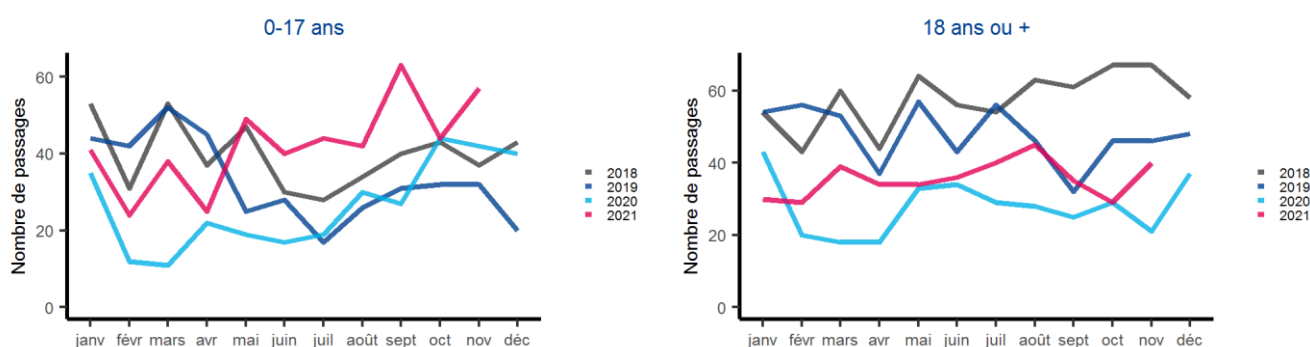 0-17 ans
Nombre de passages
60
40
20
0
janv févr mars avr mai juin juil août sept oct nov déc
2018
2019
2020
2021
18 ans ou +
Nombre de passages
60
40
20
0
janv févr mars avr mai juin juil août sept oct nov déc
2018
2019
2020
2021